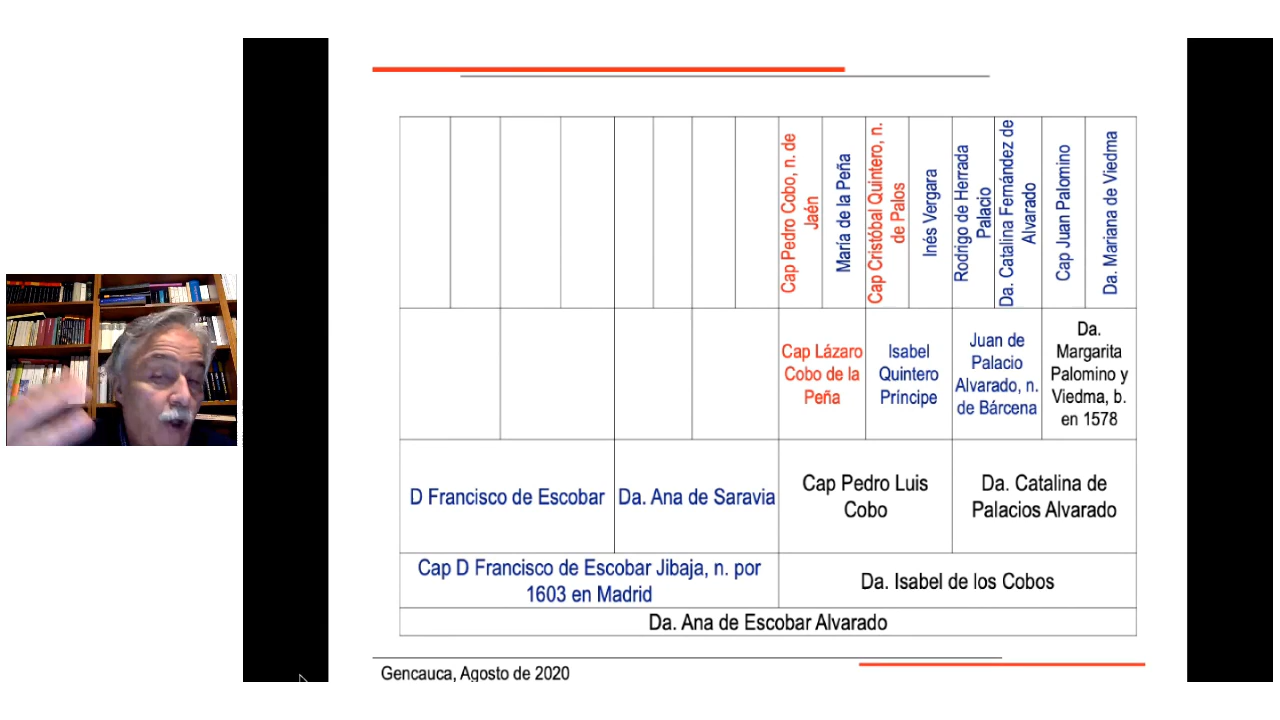 Cap Pedro Cobo, n. de
Jaén
María de la Peña
Cap Cristóbal Quintero, n.
de Palos
Inés Vergara
Rodrigo de Herrada
Palacio
Da. Catalina Fernández de
Alvarado
Cap Juan Palomino
Da. Mariana de Viedma
Cap Lázaro
Cobo de la
Peña
Isabel
Quintero
Príncipe
Juan de
Palacio
Alvarado, n.
de Bárcena
Da.
Margarita
Palomino y
Viedma, b.
en 1578
D Francisco de Escobar
Da. Ana de Saravia
Cap Pedro Luis
Cobo
Da. Catalina de
Palacios Alvarado
Cap D Francisco de Escobar Jibaja, n. por
1603 en Madrid
Da. Isabel de los Cobos
Da. Ana de Escobar Alvarado
Gencauca, Agosto de 2020